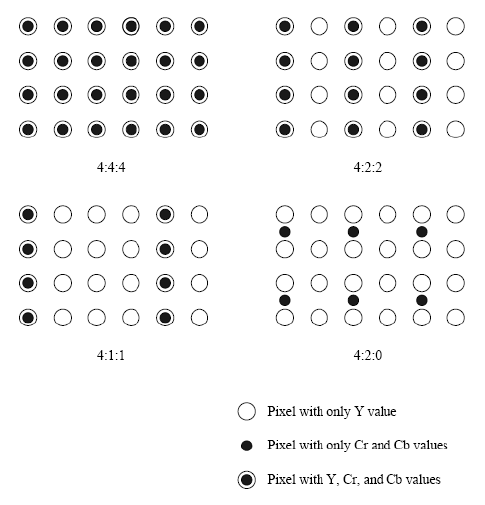 4:4:4
4:2:2
4:1:1
4:2:0
Pixel with only Y value
Pixel with only Cr and Cb values
Pixel with Y, Cr, and Cb values